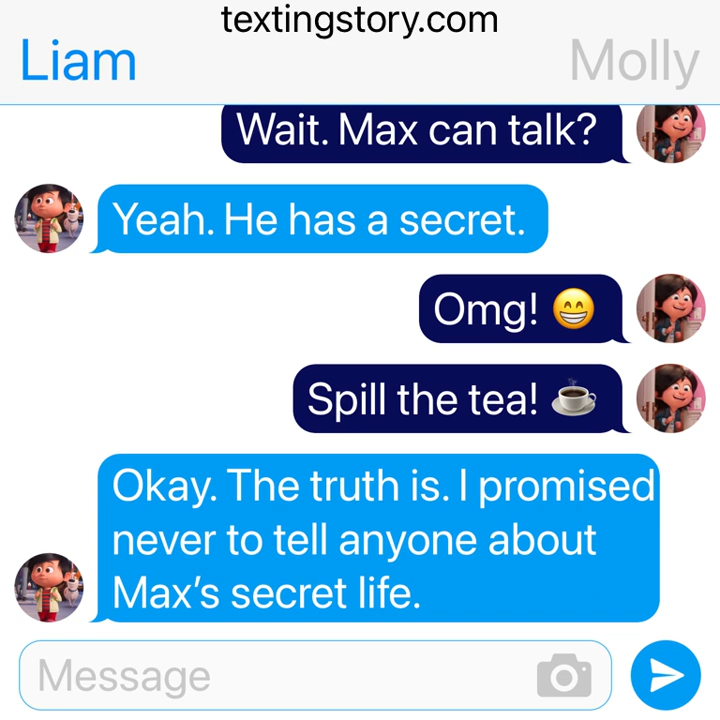 textingstory.com
Liam
Molly
Wait. Max can talk?
Yeah. He has a secret.
Omg! 😁
Spill the tea! ☕
Okay. The truth is. I promised
never to tell anyone about
Max’s secret life.
Message